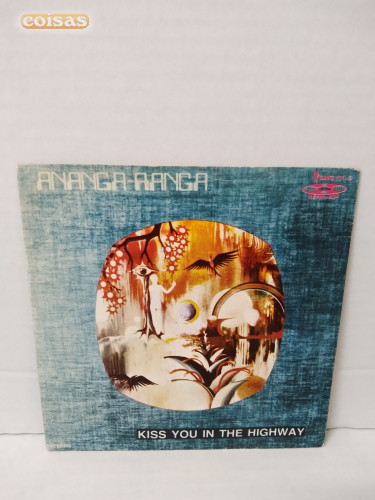 coisas
ANANGA-RANGA
KISS YOU IN THE HIGHWAY